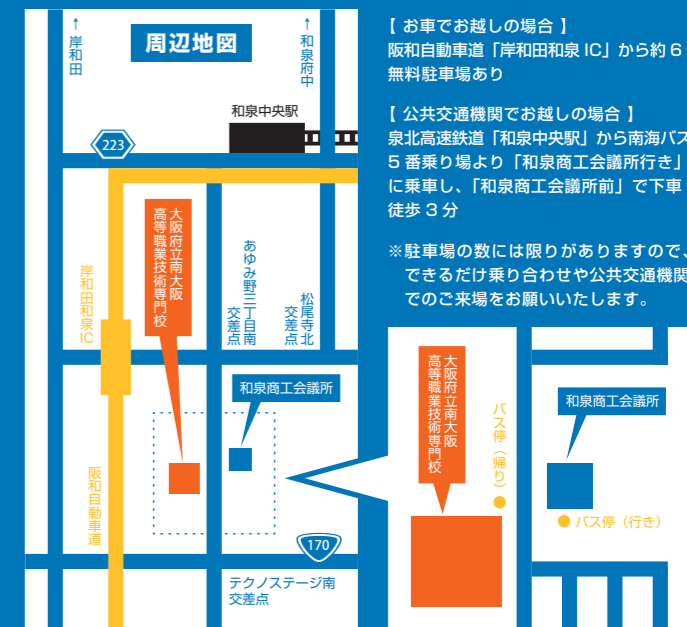 周辺地図
↑岸和田
↑和泉府中
和泉中央駅
223
大阪府立南大阪
高等職業技術専門校
岸和田和泉IC
あゆみ野三丁目南
交差点
松尾寺北
交差点
和泉商工会議所
阪和自動車道
170
テクノステージ南
交差点
【 お車でお越しの場合 】
阪和自動車道「岸和田和泉 IC」から約 6
無料駐車場あり
【 公共交通機関でお越しの場合 】
泉北高速鉄道「和泉中央駅」から南海バス
5 番乗り場より「和泉商工会議所行き」
に乗車し、「和泉商工会議所前」で下車
徒歩 3 分
※駐車場の数には限りがありますので、
できるだけ乗り合わせや公共交通機関
でのご来場をお願いいたします。
大阪府立南大阪
高等職業技術専門校
バス停（帰り）
和泉商工会議所
バス停（行き）